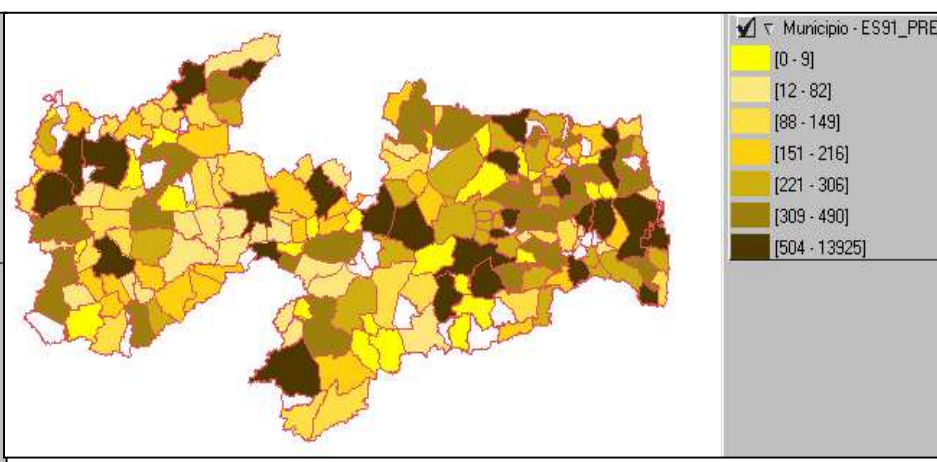 Municipio - ES91_PRE
[0 - 9]
[12 - 82]
[88 - 149]
[151 - 216]
[221 - 306]
[309 - 490]
[504 - 13925]